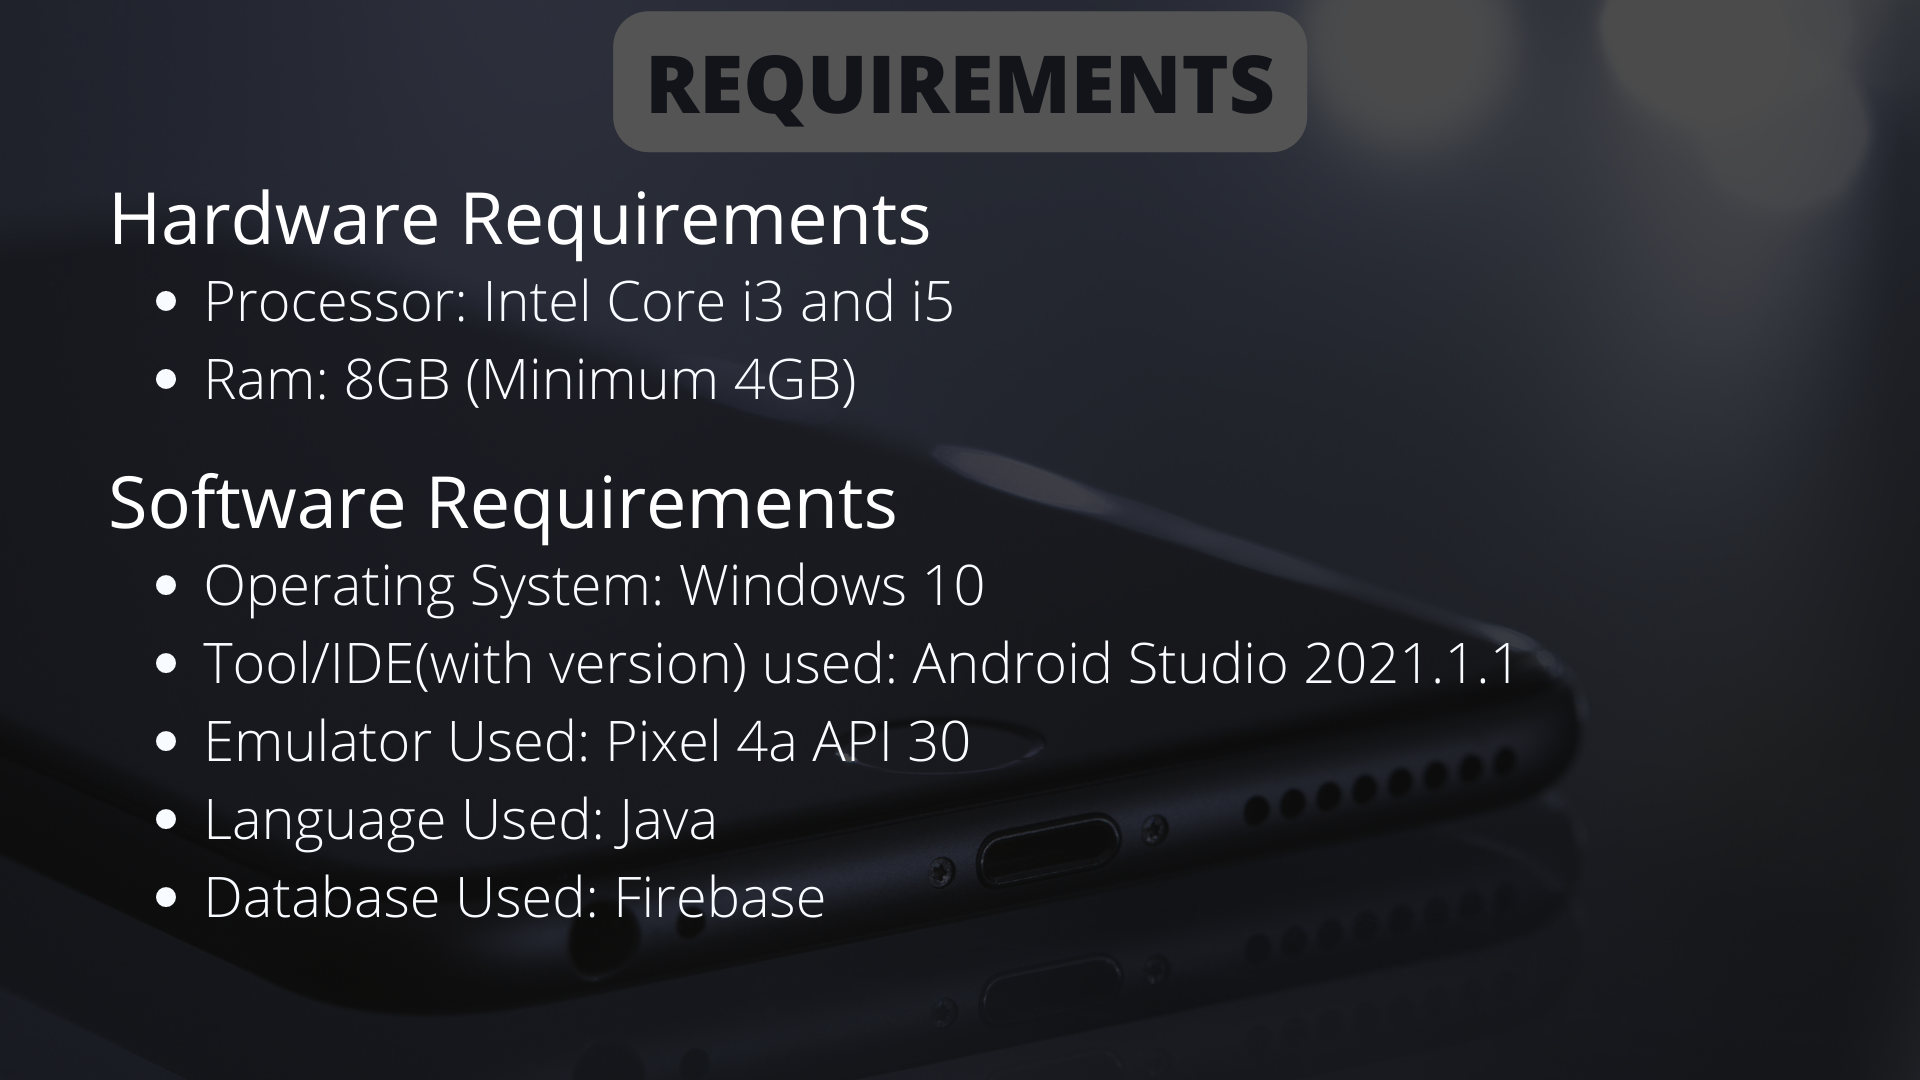 REQUIREMENTS
Hardware Requirements
• Processor: Intel Core i3 and i5
• Ram: 8GB (Minimum 4GB)
Software Requirements
• Operating System: Windows 10
• Tool/IDE(with version) used: Android Studio 2021.1.1
• Emulator Used: Pixel 4a API 30
• Language Used: Java
• Database Used: Firebase